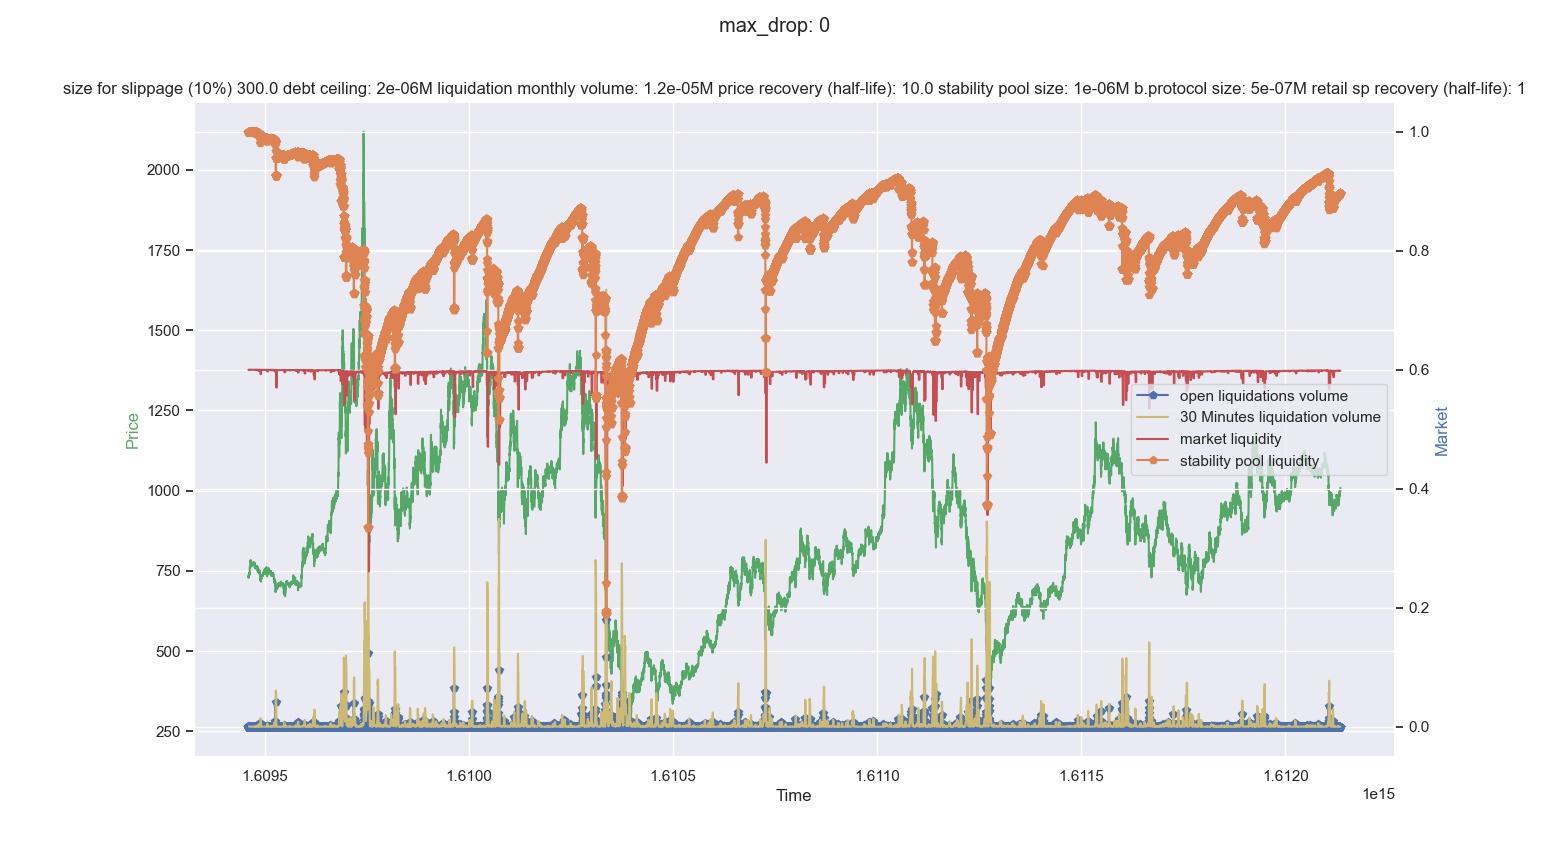 max_drop: 0
size for slippage (10%) 300.0 debt ceiling: 2e-06M liquidation monthly volume: 1.2e-05M price recovery (half-life): 10.0 stability pool size: 1e-06M b.protocol size: 5e-07M retail sp recovery (half-life): 1
2000
1750
1500
1250
1000
750
500
250
Price
1.0
0.8
0.6
0.4
0.2
0.0
Market
open liquidations volume
30 Minutes liquidation volume
market liquidity
stability pool liquidity
1.6095
1.6100
1.6105
1.6110
1.6115
1.6120
1e15
Time